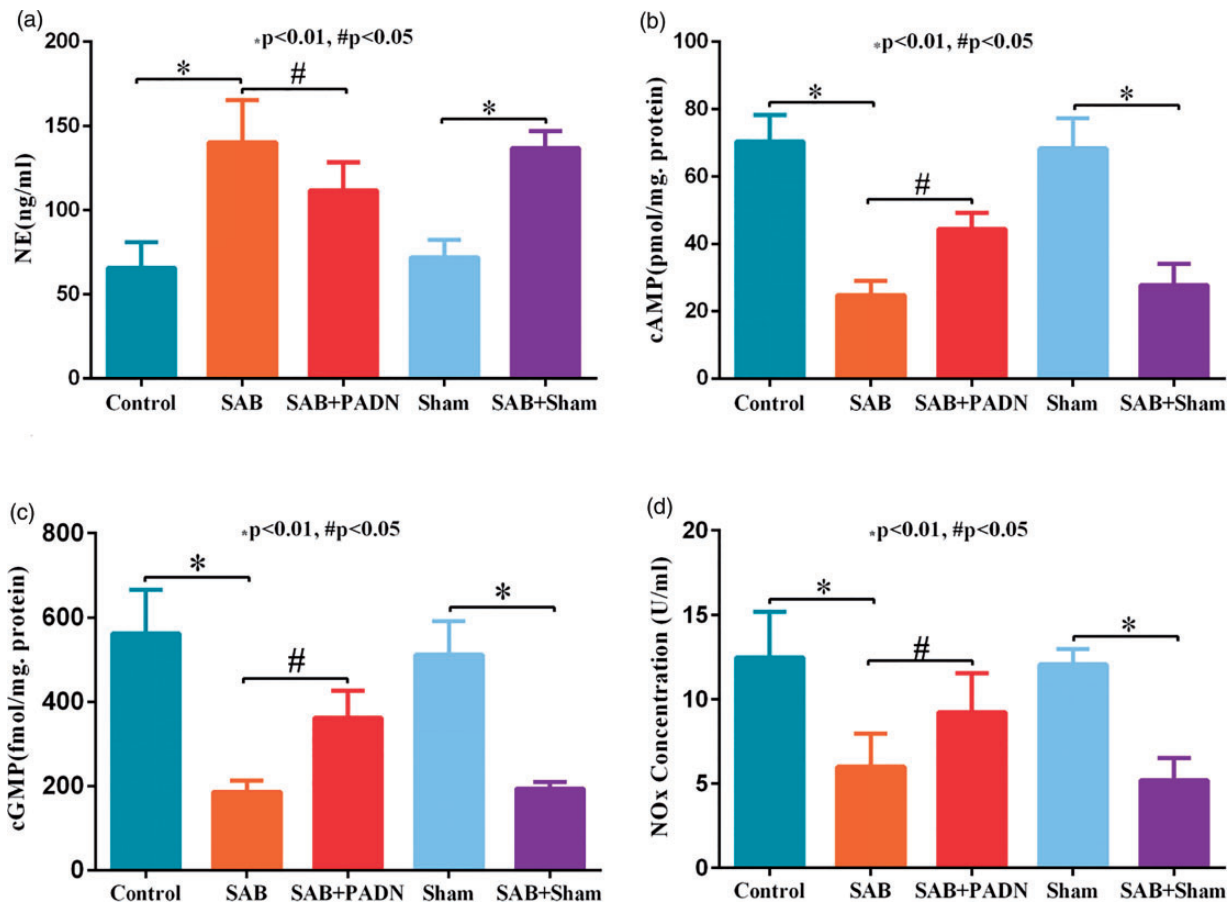 (a)
*p<0.01, #p<0.05
NE(ng/ml)
200
150
100
50
0
*
#
*
Control SAB SAB+PADN Sham SAB+Sham
(b)
*p<0.01, #p<0.05
cAMP(pmol/mg. protein)
100
80
60
40
20
0
*
#
*
Control SAB SAB+PADN Sham SAB+Sham
(c)
*p<0.01, #p<0.05
cGMP(fmol/mg. protein)
800
600
400
200
0
*
#
*
Control SAB SAB+PADN Sham SAB+Sham
(d)
*p<0.01, #p<0.05
NOx Concentration (U/ml)
20
15
10
5
0
*
#
*
Control SAB SAB+PADN Sham SAB+Sham